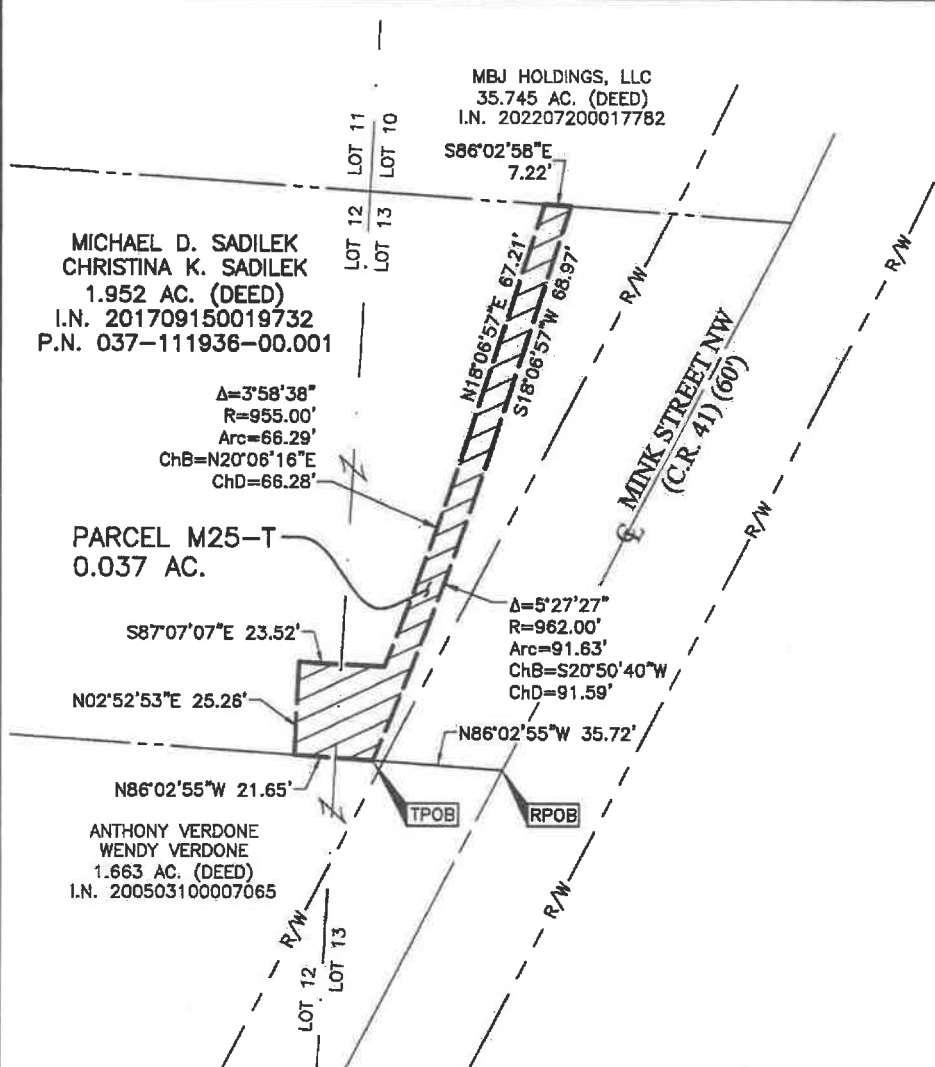 MBJ HOLDINGS, LLC
35.745 AC. (DEED)
I.N. 202207200017782
S86°02'58"E
7.22'
LOT 11
LOT 10
LOT 12
LOT 13
MICHAEL D. SADILEK
CHRISTINA K. SADILEK
1.952 AC. (DEED)
I.N. 201709150019732
P.N. 037-111936-00.001
N18°06'57"E 67.21'
S18°06'57"W 68.97'
R/W
R/W
MINK STREET NW
(C.R. 41) (60')
℄
Δ=3°58'38"
R=955.00'
Arc=66.29'
ChB=N20°06'16"E
ChD=66.28'
PARCEL M25-T
0.037 AC.
R/W
Δ=5°27'27"
R=962.00'
Arc=91.63'
ChB=S20°50'40"W
ChD=91.59'
S87°07'07"E 23.52'
N02°52'53"E 25.26'
N86°02'55"W 35.72'
N86°02'55"W 21.65'
TPOB
RPOB
ANTHONY VERDONE
WENDY VERDONE
1.663 AC. (DEED)
I.N. 200503100007065
R/W
R/W
LOT 12
LOT 13